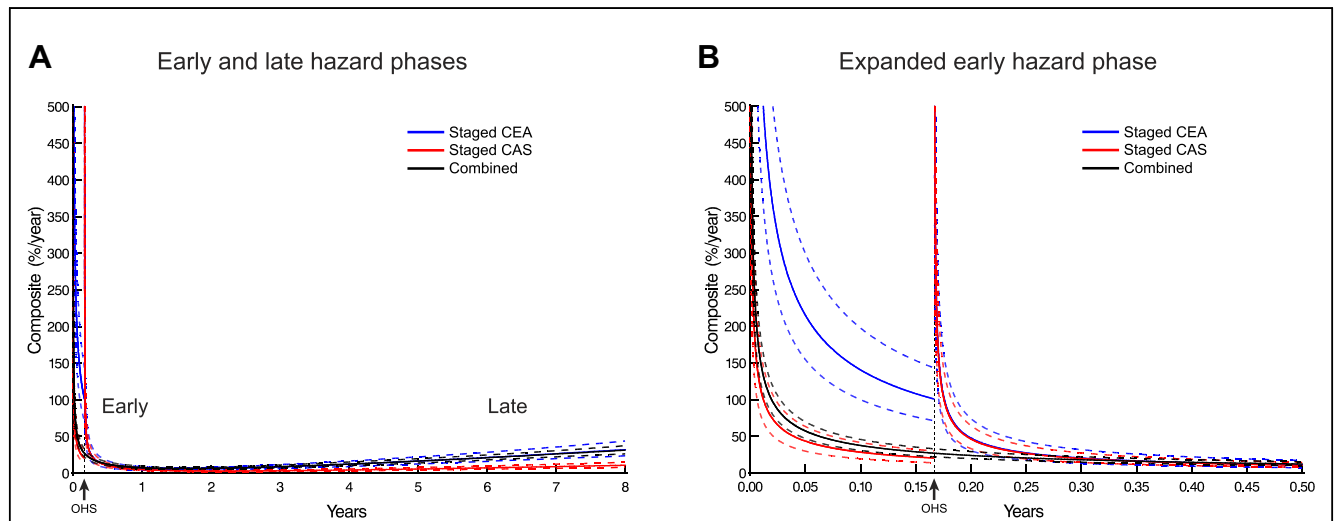 A
Early and late hazard phases
Composite (%/year)
500
450
400
350
300
250
200
150
100
50
0
Staged CEA
Staged CAS
Combined
Early
Late
0 1 2 3 4 5 6 7 8
OHS
Years
B
Expanded early hazard phase
Composite (%/year)
500
450
400
350
300
250
200
150
100
50
0
Staged CEA
Staged CAS
Combined
0.00 0.05 0.10 0.15 0.20 0.25 0.30 0.35 0.40 0.45 0.50
OHS
Years